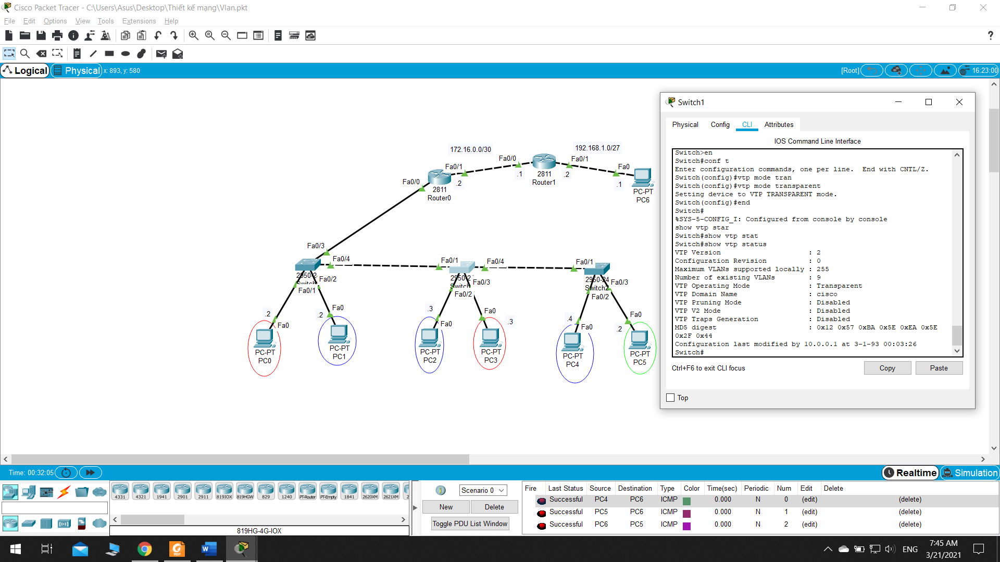 Cisco Packet Tracer - C:\Users\Asus\Desktop\Thiết kế mạng\Vlan.pkt
File Edit Options View Tools Extensions Help
Logical Physical x: 893, y: 580
[Root] 16:23:00
172.16.0.0/30
192.168.1.0/27
Fa0/0
Fa0/1
Fa0/1
Fa0
.1
.2
2811
Router1
Fa0/0
.2
.1
2811
Router0
PC-PT
PC6
Fa0/3
Fa0/4
Fa0/1
Fa0/4
Fa0/1
2950-2
Switch
Fa0/2
Fa0/1
2950-2
Switch
Fa0/3
Fa0/2
2950-24
Switch2
Fa0/3
Fa0/2
.2
Fa0
.2
Fa0
.3
Fa0
Fa0
.3
.4
Fa0
.2
Fa0
PC-PT
PC0
PC-PT
PC1
PC-PT
PC2
PC-PT
PC3
PC-PT
PC4
PC-PT
PC5
Switch1
Physical Config CLI Attributes
IOS Command Line Interface
Switch>en
Switch#conf t
Enter configuration commands, one per line. End with CNTL/Z.
Switch(config)#vtp mode tran
Switch(config)#vtp mode transparent
Setting device to VTP TRANSPARENT mode.
Switch(config)#end
Switch#
%SYS-5-CONFIG_I: Configured from console by console
show vtp star
Switch#show vtp stat
Switch#show vtp status
VTP Version : 2
Configuration Revision : 0
Maximum VLANs supported locally : 255
Number of existing VLANs : 9
VTP Operating Mode : Transparent
VTP Domain Name : cisco
VTP Pruning Mode : Disabled
VTP V2 Mode : Disabled
VTP Traps Generation : Disabled
MD5 digest : 0x12 0x57 0xBA 0x5E 0xEA 0x5E
0x2F 0x44
Configuration last modified by 10.0.0.1 at 3-1-93 00:03:26
Switch#
Ctrl+F6 to exit CLI focus
Copy Paste
Top
Time: 00:32:05
Realtime Simulation
4331 4321 1941 2901 2911 819IOX 819HGW 829 1240 PT-Router PT-Empty 1841 2620XM 2621XM
819HG-4G-IOX
Scenario 0
New Delete
Toggle PDU List Window
Fire Last Status Source Destination Type Color Time(sec) Periodic Num Edit Delete
Successful PC4 PC6 ICMP 0.000 N 0 (edit) (delete)
Successful PC5 PC6 ICMP 0.000 N 1 (edit) (delete)
Successful PC6 PC5 ICMP 0.000 N 2 (edit) (delete)
ENG
7:45 AM
3/21/2021